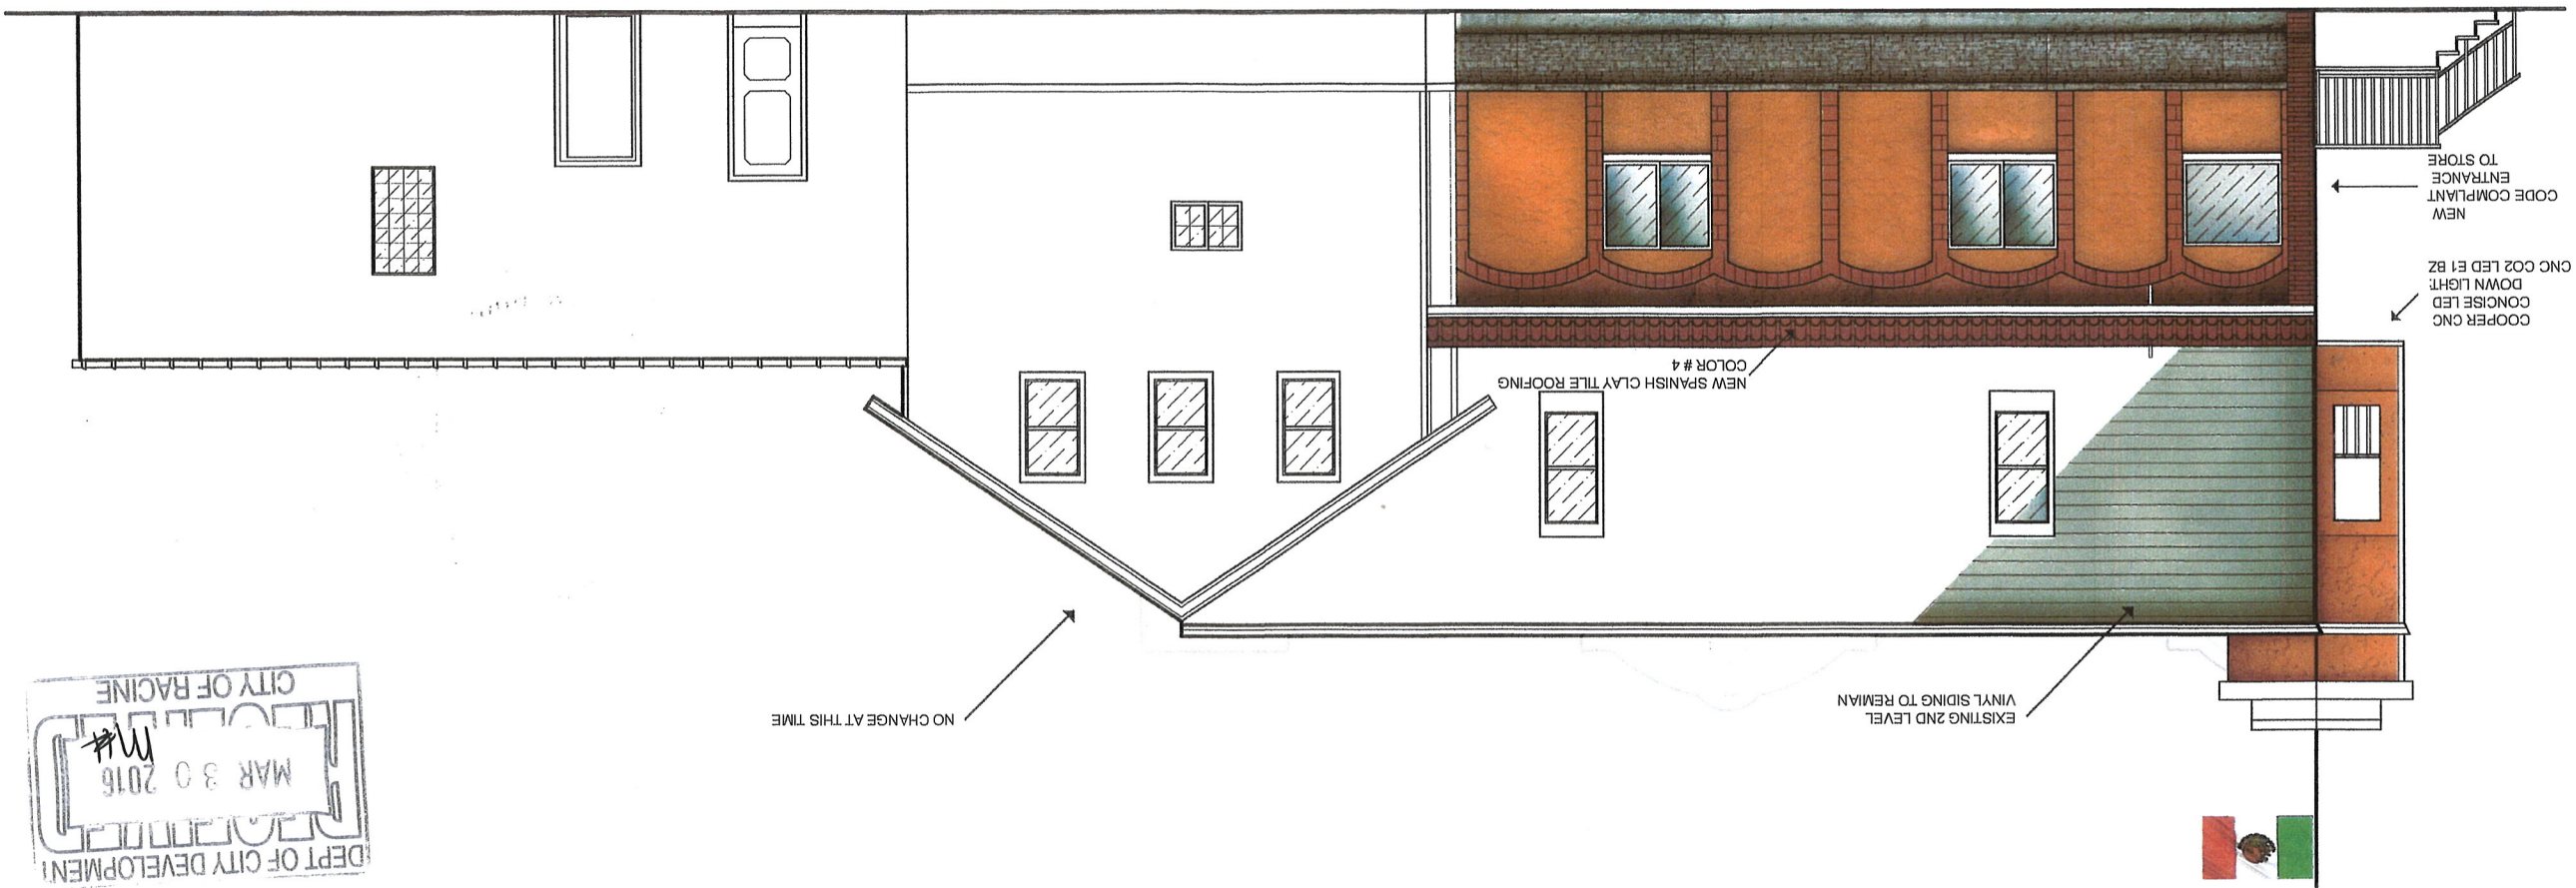 COOPER CNC
CONCISE LED
DOWN LIGHT:
CNC CO2 LED E1 BZ
NEW
CODE COMPLIANT
ENTRANCE
TO STORE
EXISTING 2ND LEVEL
VINYL SIDING TO REMIAN
NEW SPANISH CLAY TILE ROOFING
COLOR # 4
NO CHANGE AT THIS TIME
DEPT OF CITY DEVELOPMENT
RECEIVED
MAR 30 2016
CITY OF RACINE